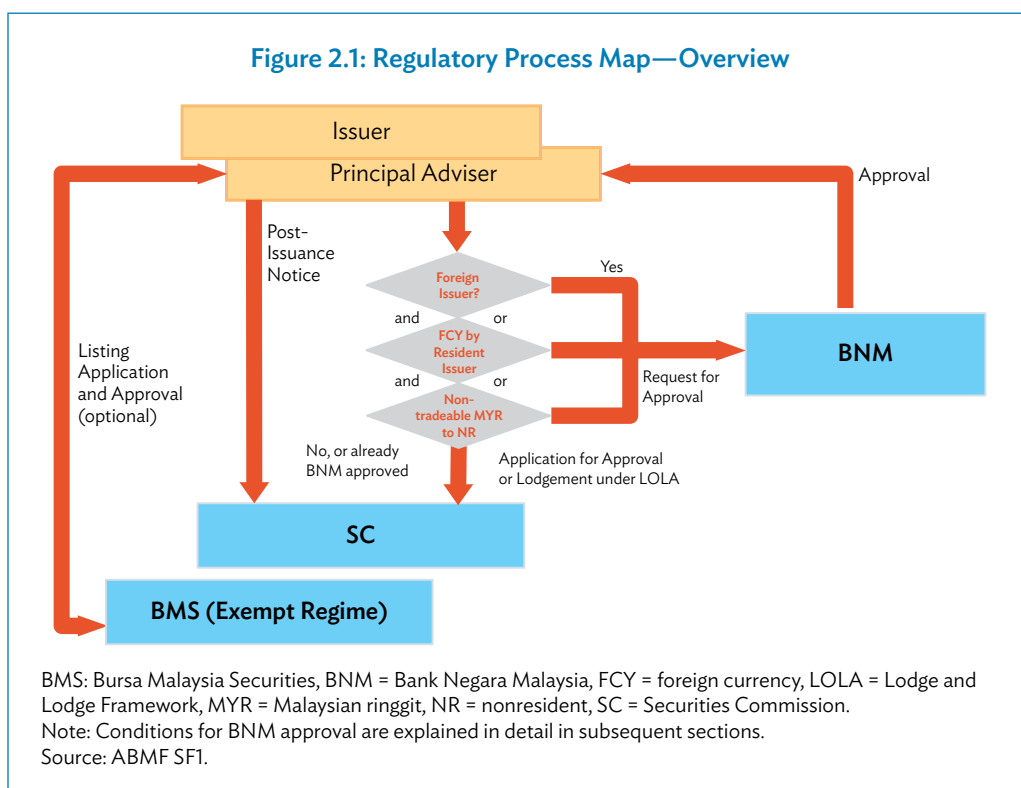 Figure 2.1: Regulatory Process Map—Overview
Issuer
Principal Adviser
Approval
Post-
Issuance
Notice
Foreign
Issuer?
Yes
and
or
FCY by
Resident
Issuer
BNM
Listing
Application
and Approval
(optional)
and
or
Request for
Approval
Non-
tradeable MYR
to NR
No, or already
BNM approved
Application for Approval
or Lodgement under LOLA
SC
BMS (Exempt Regime)
BMS: Bursa Malaysia Securities, BNM = Bank Negara Malaysia, FCY = foreign currency, LOLA = Lodge and
Lodge Framework, MYR = Malaysian ringgit, NR = nonresident, SC = Securities Commission.
Note: Conditions for BNM approval are explained in detail in subsequent sections.
Source: ABMF SF1.